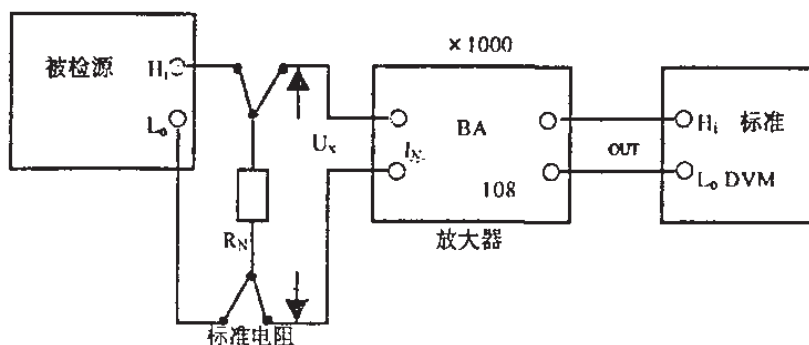 ×1000
被检源
Hi
Lo
Ux
RN
标准电阻
IN
BA
108
放大器
OUT
Hi 标准
Lo DVM